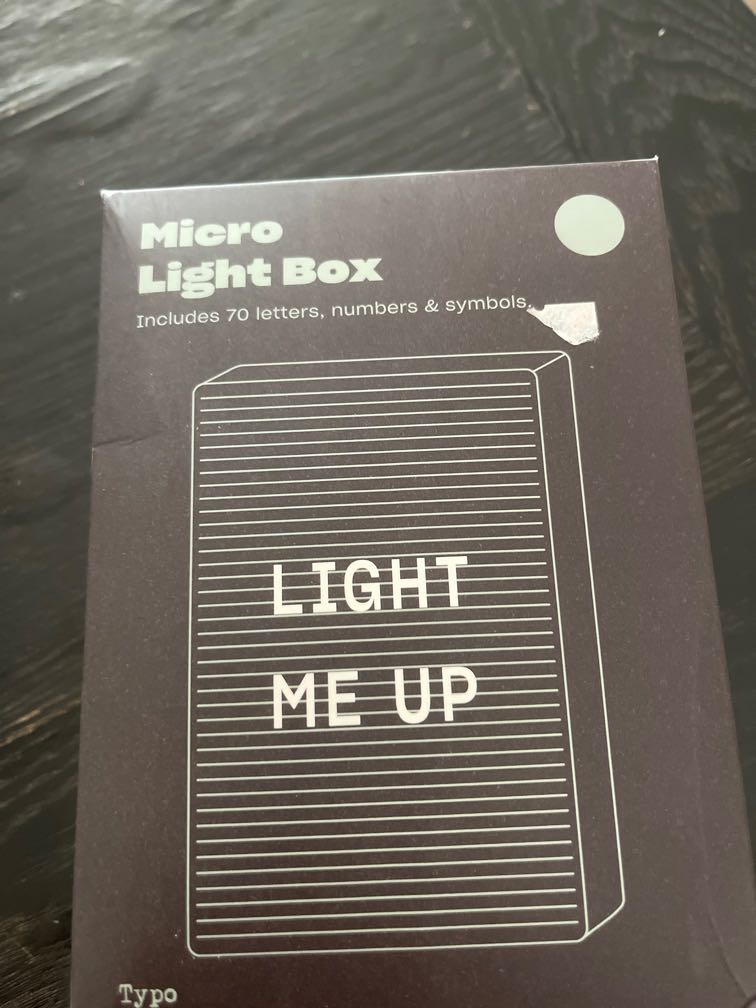 Micro
Light Box
Includes 70 letters, numbers & symbols.
LIGHT
ME UP
Typo